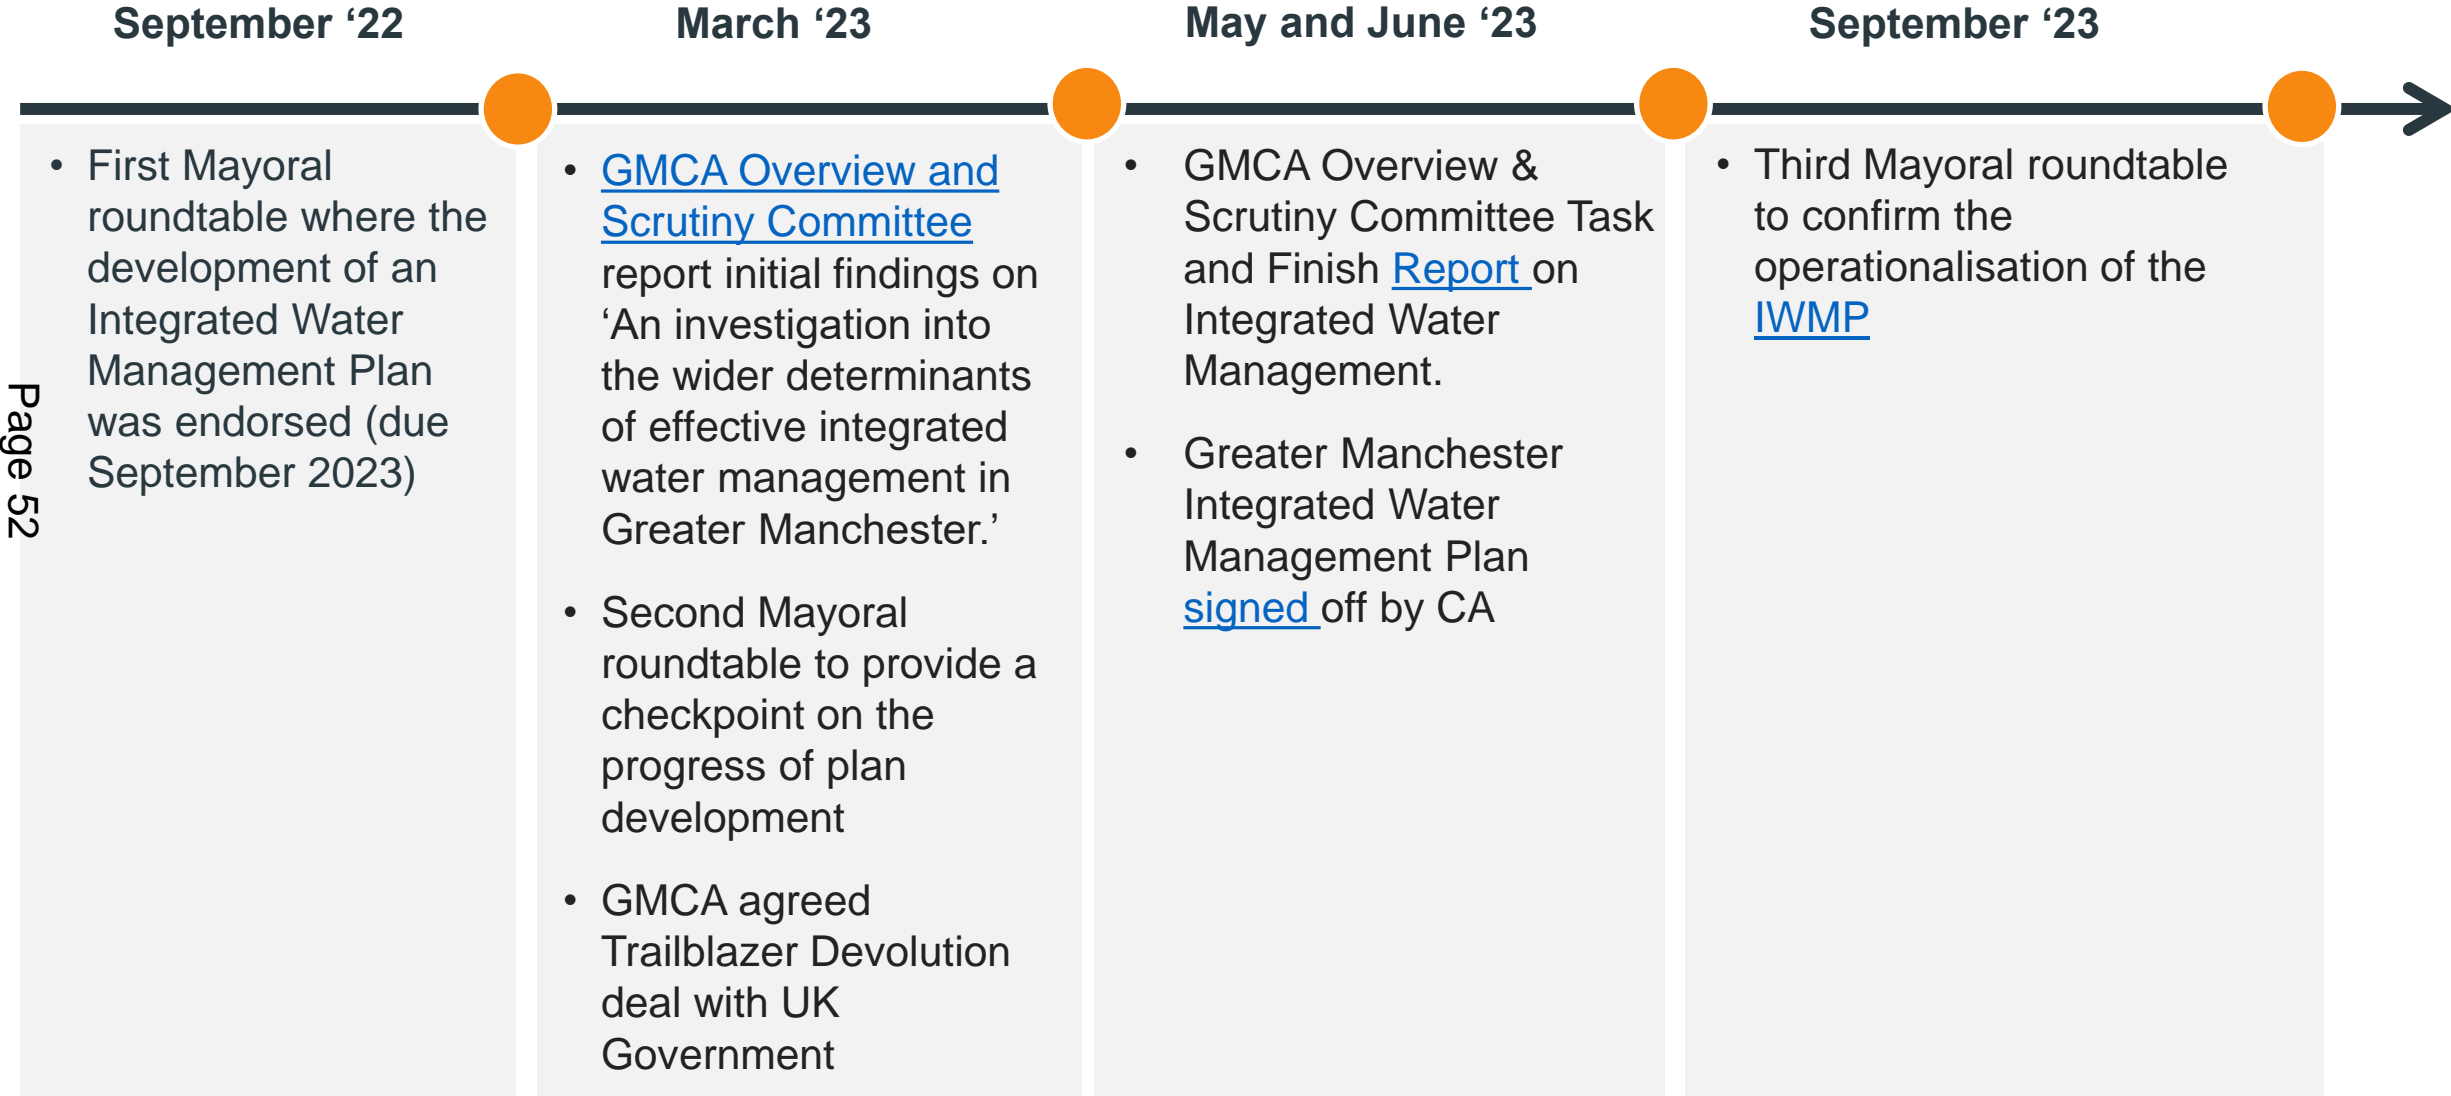 September ‘22
First Mayoral
roundtable where the
development of an
Integrated Water
Management Plan
was endorsed (due
September 2023)
March ‘23
GMCA Overview and
Scrutiny Committee
report initial findings on
‘An investigation into
the wider determinants
of effective integrated
water management in
Greater Manchester.’
Second Mayoral
roundtable to provide a
checkpoint on the
progress of plan
development
GMCA agreed
Trailblazer Devolution
deal with UK
Government
May and June ‘23
GMCA Overview &
Scrutiny Committee Task
and Finish Report on
Integrated Water
Management.
Greater Manchester
Integrated Water
Management Plan
signed off by CA
September ‘23
Third Mayoral roundtable
to confirm the
operationalisation of the
IWMP
Page 52